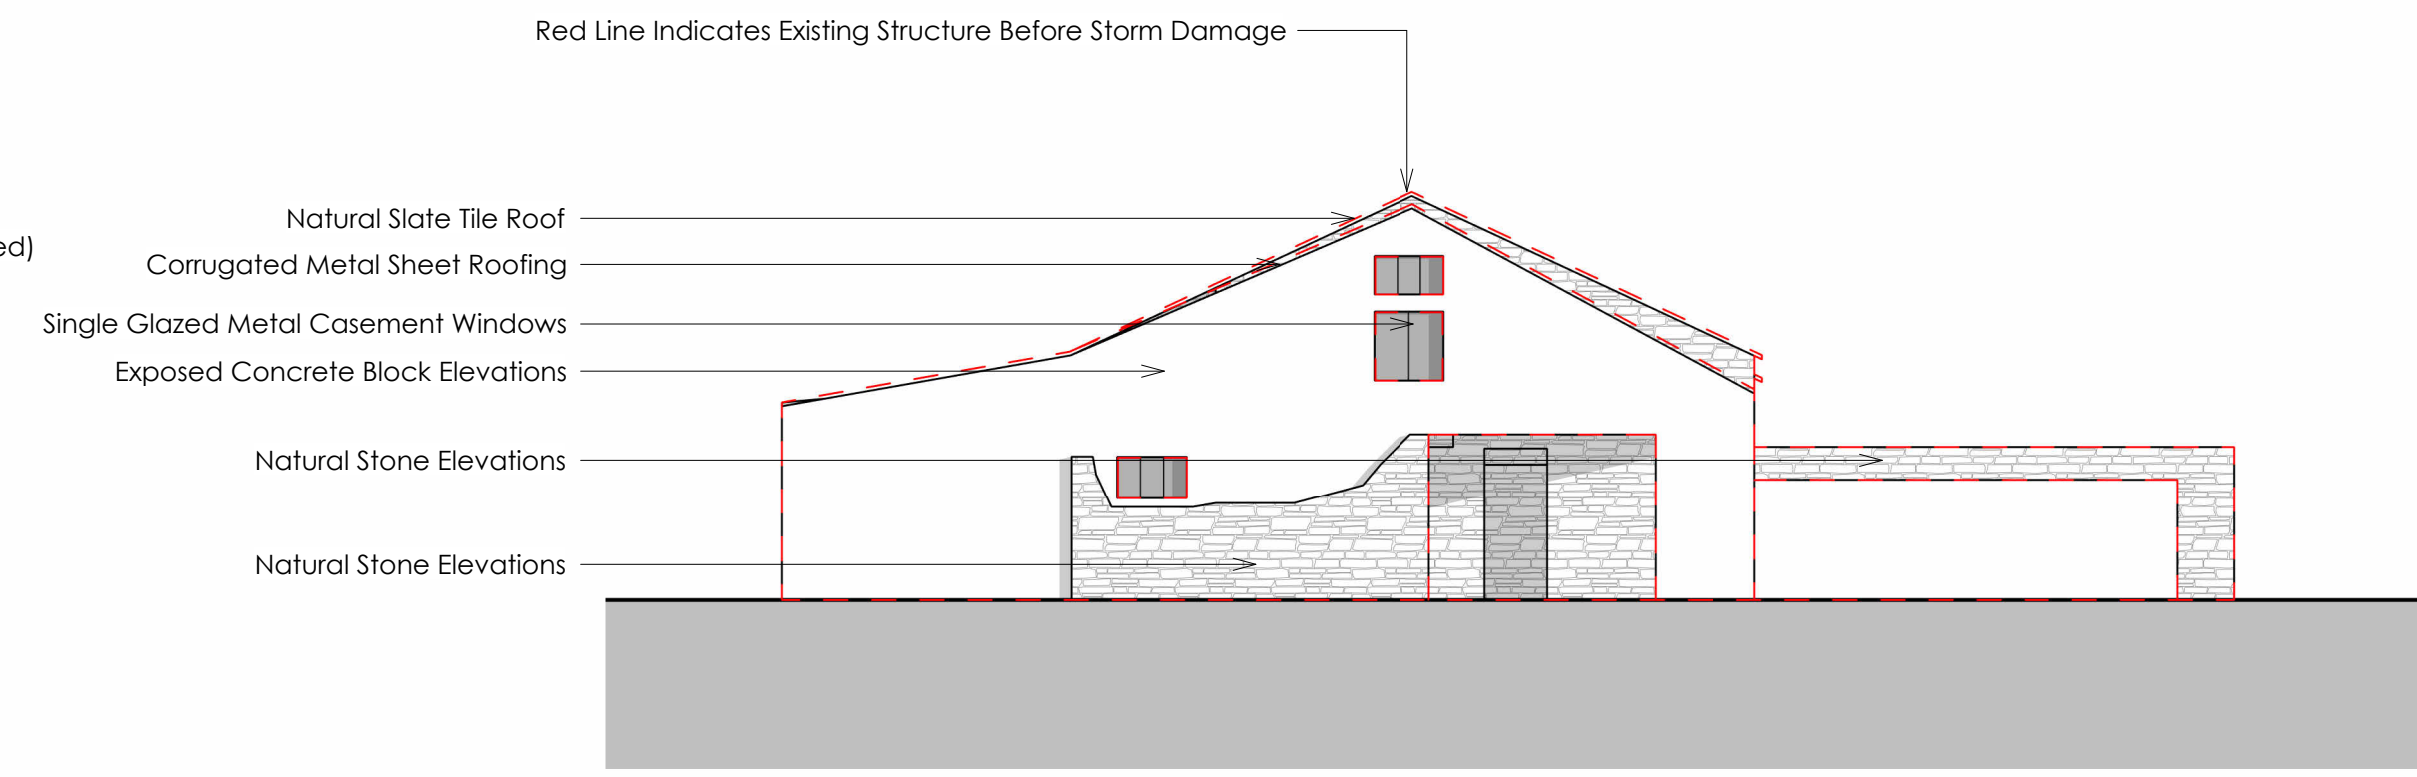 Red Line Indicates Existing Structure Before Storm Damage
Natural Slate Tile Roof
ed)
Corrugated Metal Sheet Roofing
Single Glazed Metal Casement Windows
Exposed Concrete Block Elevations
Natural Stone Elevations
Natural Stone Elevations